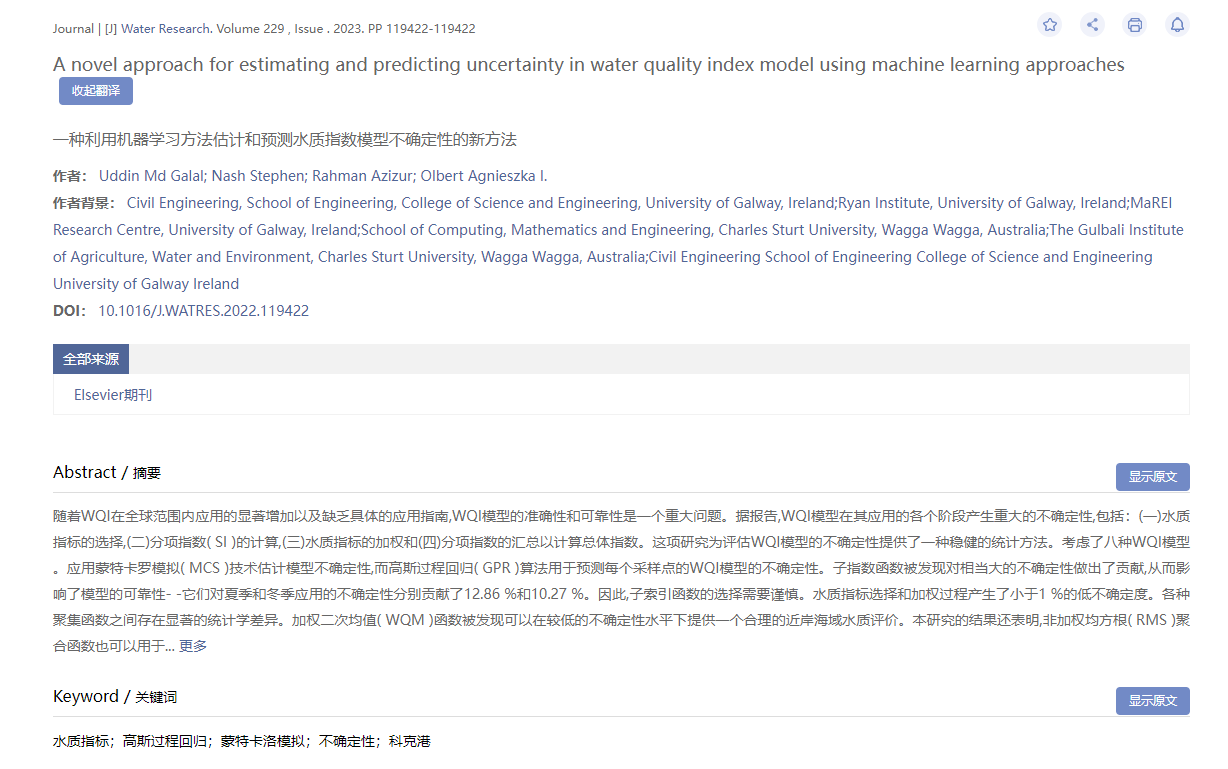 Journal | [J] Water Research. Volume 229 , Issue . 2023. PP 119422-119422
A novel approach for estimating and predicting uncertainty in water quality index model using machine learning approaches
收起翻译
一种利用机器学习方法估计和预测水质指数模型不确定性的新方法
作者： Uddin Md Galal; Nash Stephen; Rahman Azizur; Olbert Agnieszka I.
作者背景： Civil Engineering, School of Engineering, College of Science and Engineering, University of Galway, Ireland;Ryan Institute, University of Galway, Ireland;MaREI
Research Centre, University of Galway, Ireland;School of Computing, Mathematics and Engineering, Charles Sturt University, Wagga Wagga, Australia;The Gulbali Institute
of Agriculture, Water and Environment, Charles Sturt University, Wagga Wagga, Australia;Civil Engineering School of Engineering College of Science and Engineering
University of Galway Ireland
DOI： 10.1016/J.WATRES.2022.119422
全部来源
Elsevier期刊
Abstract / 摘要
显示原文
随着WQI在全球范围内应用的显著增加以及缺乏具体的应用指南,WQI模型的准确性和可靠性是一个重大问题。据报告,WQI模型在其应用的各个阶段产生重大的不确定性,包括：(一)水质
指标的选择,(二)分项指数( SI )的计算,(三)水质指标的加权和(四)分项指数的汇总以计算总体指数。这项研究为评估WQI模型的不确定性提供了一种稳健的统计方法。考虑了八种WQI模型
。应用蒙特卡罗模拟( MCS )技术估计模型不确定性,而高斯过程回归( GPR )算法用于预测每个采样点的WQI模型的不确定性。子指数函数被发现对相当大的不确定性做出了贡献,从而影
响了模型的可靠性- -它们对夏季和冬季应用的不确定性分别贡献了12.86 %和10.27 %。因此,子索引函数的选择需要谨慎。水质指标选择和加权过程产生了小于1 %的低不确定度。各种
聚集函数之间存在显著的统计学差异。加权二次均值( WQM )函数被发现可以在较低的不确定性水平下提供一个合理的近岸海域水质评价。本研究的结果还表明,非加权均方根( RMS )聚
合函数也可以用于... 更多
Keyword / 关键词
显示原文
水质指标；高斯过程回归；蒙特卡洛模拟；不确定性；科克港